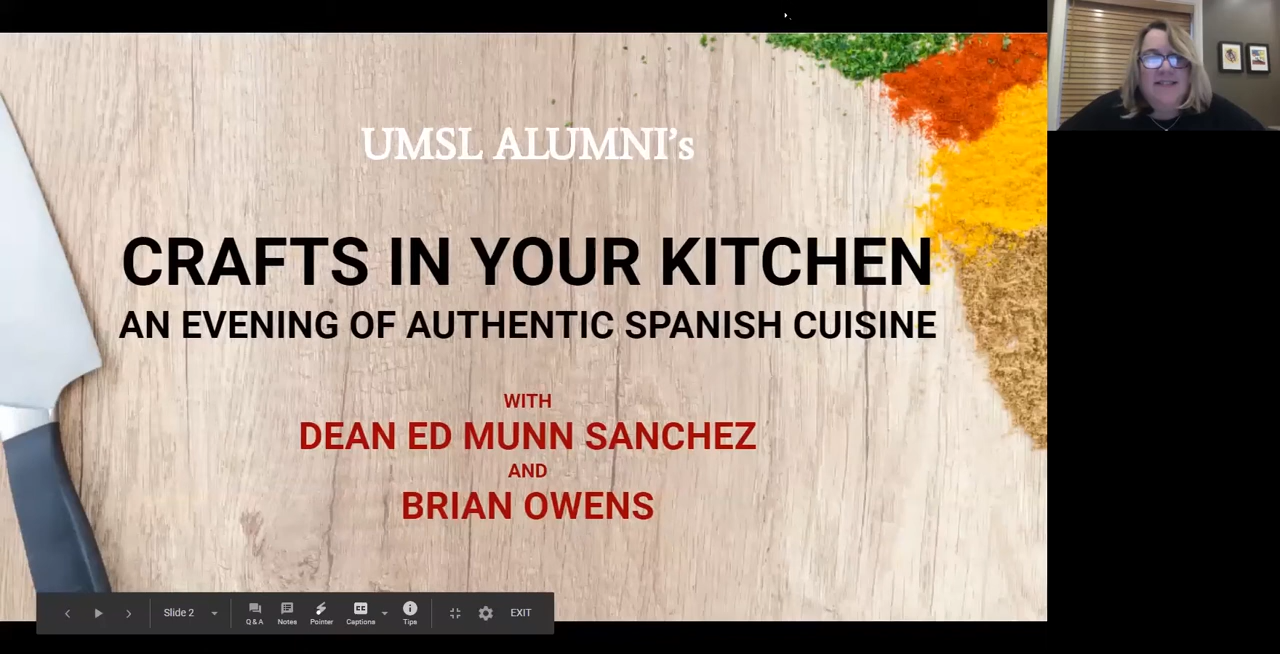 UMSL ALUMNI's
CRAFTS IN YOUR KITCHEN
AN EVENING OF AUTHENTIC SPANISH CUISINE
WITH
DEAN ED MUNN SANCHEZ
AND
BRIAN OWENS
Slide 2
Q & A
Notes
Pointer
CC
Captions
Tips
EXIT